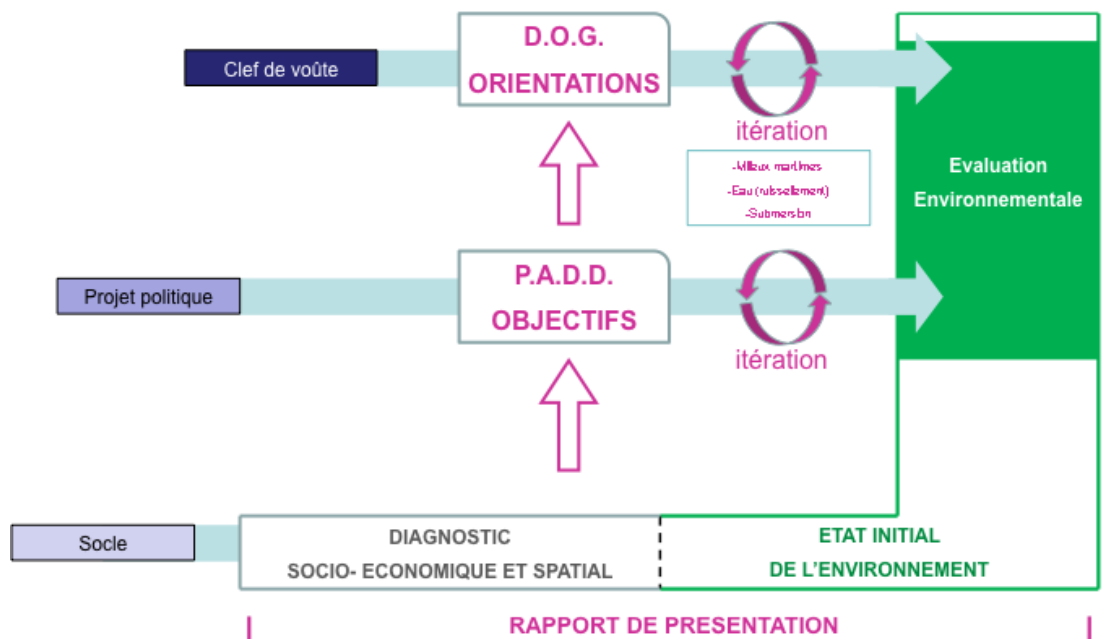 D.O.G.
Clef de voûte
ORIENTATIONS
itération
-Milieux maritimes
-Eau (ruissellement)
-Submersion
Evaluation
Environnementale
P.A.D.D.
Projet politique
OBJECTIFS
itération
DIAGNOSTIC
SOCIO- ECONOMIQUE ET SPATIAL
Socle
ETAT INITIAL
DE L'ENVIRONNEMENT
RAPPORT DE PRESENTATION